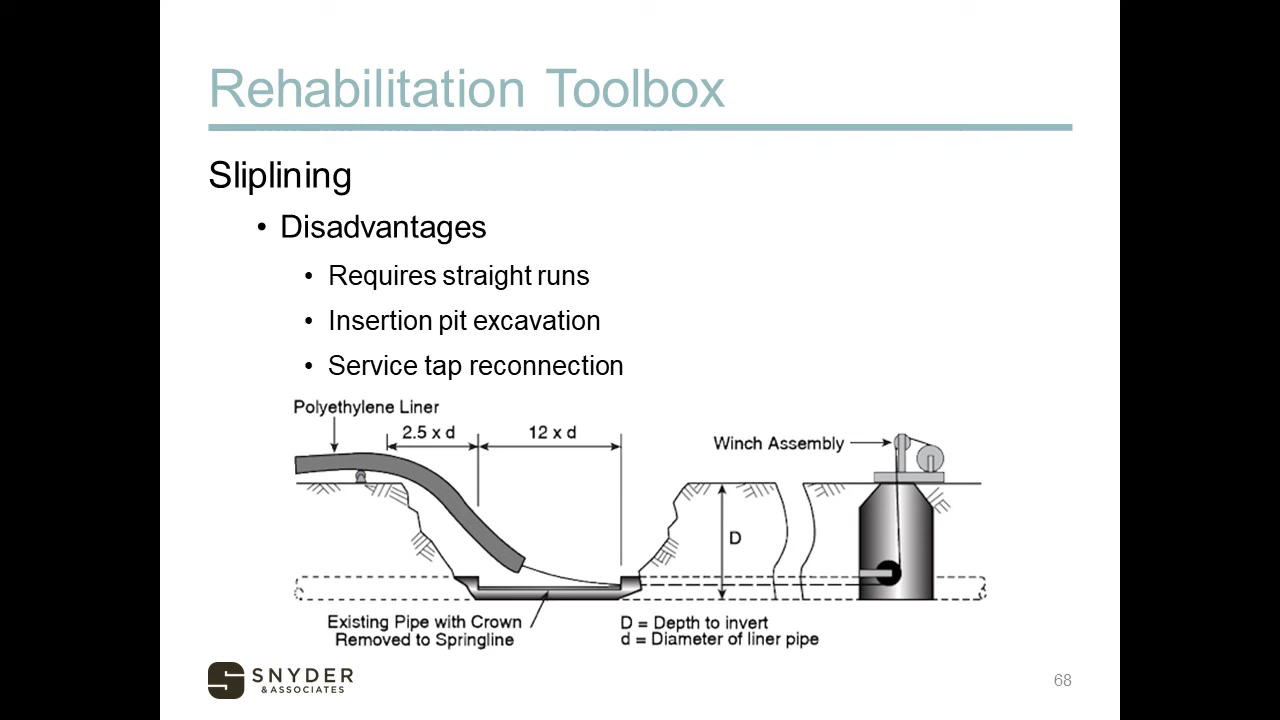 Rehabilitation Toolbox
Sliplining
• Disadvantages
• Requires straight runs
• Insertion pit excavation
• Service tap reconnection
Polyethylene Liner
2.5 x d
12 x d
Winch Assembly
D
Existing Pipe with Crown
Removed to Springline
D = Depth to invert
d = Diameter of liner pipe
SNYDER
& ASSOCIATES
68